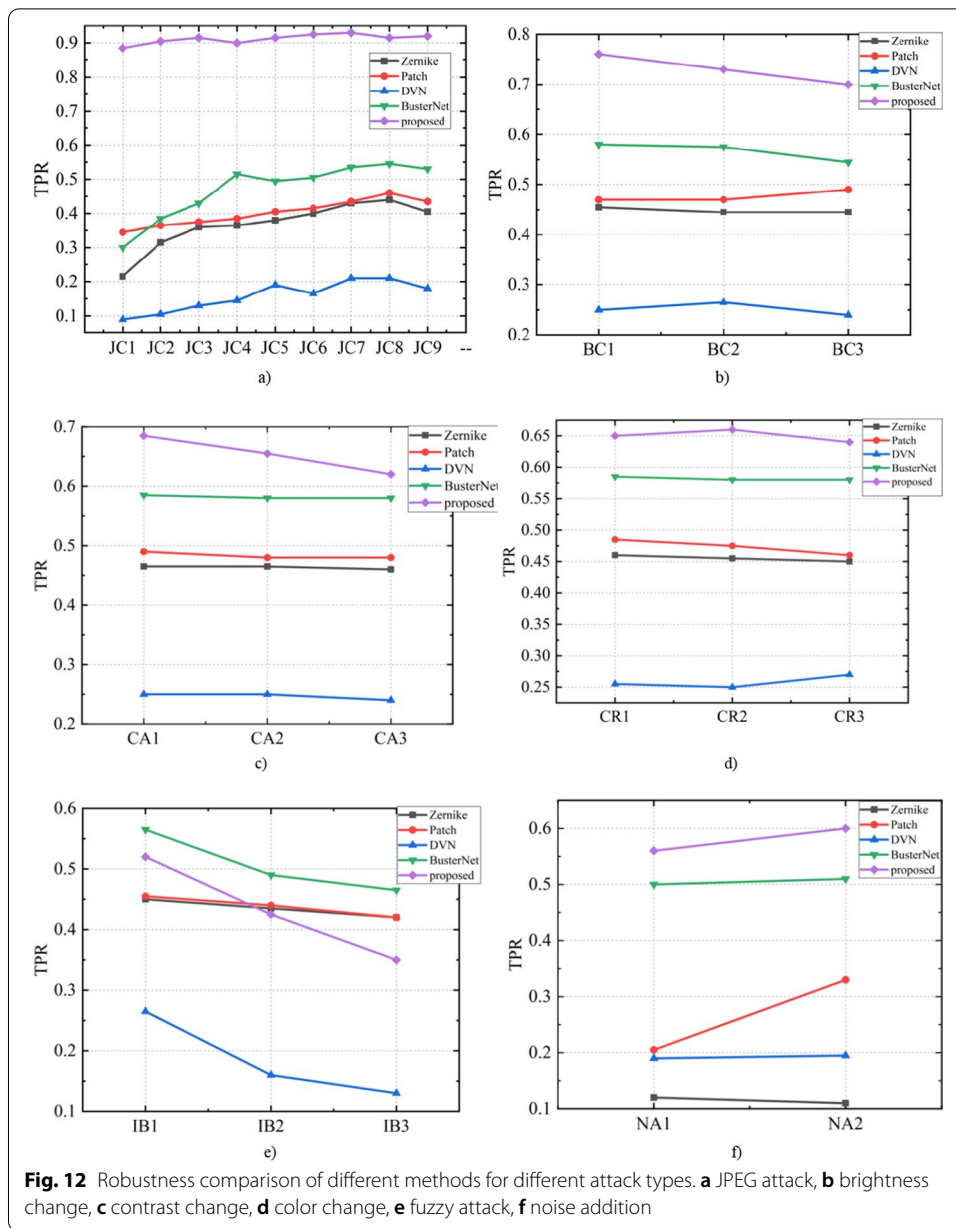 0.9
0.8
0.7
0.6
0.5
0.4
0.3
0.2
0.1
TPR
Zernike
Patch
DVN
BusterNet
proposed
JC1 JC2 JC3 JC4 JC5 JC6 JC7 JC8 JC9 --
a)
0.8
0.7
0.6
0.5
0.4
0.3
0.2
TPR
Zernike
Patch
DVN
BusterNet
proposed
BC1 BC2 BC3
b)
0.7
0.6
0.5
0.4
0.3
0.2
TPR
Zernike
Patch
DVN
BusterNet
proposed
CA1 CA2 CA3
c)
0.65
0.60
0.55
0.50
0.45
0.40
0.35
0.30
0.25
TPR
Zernike
Patch
DVN
BusterNet
proposed
CR1 CR2 CR3
d)
0.6
0.5
0.4
0.3
0.2
0.1
TPR
Zernike
Patch
DVN
BusterNet
proposed
IB1 IB2 IB3
e)
0.6
0.5
0.4
0.3
0.2
0.1
TPR
Zernike
Patch
DVN
BusterNet
proposed
NA1 NA2
f)
Fig. 12 Robustness comparison of different methods for different attack types. a JPEG attack, b brightness
change, c contrast change, d color change, e fuzzy attack, f noise addition